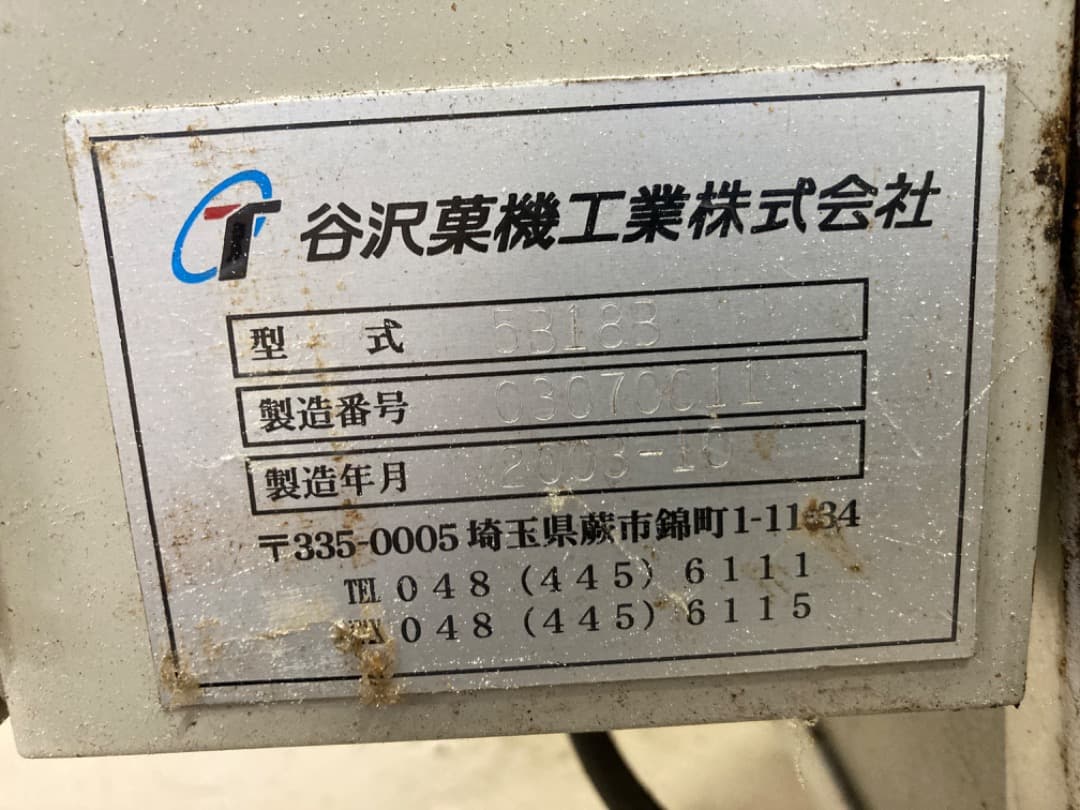 T 谷沢菓機工業株式会社
型 式 5B183
製造番号 03070011
製造年月 2003-10
〒335-0005 埼玉県蕨市錦町1-11-34
TEL 048 (445) 6111
FAX 048 (445) 6115